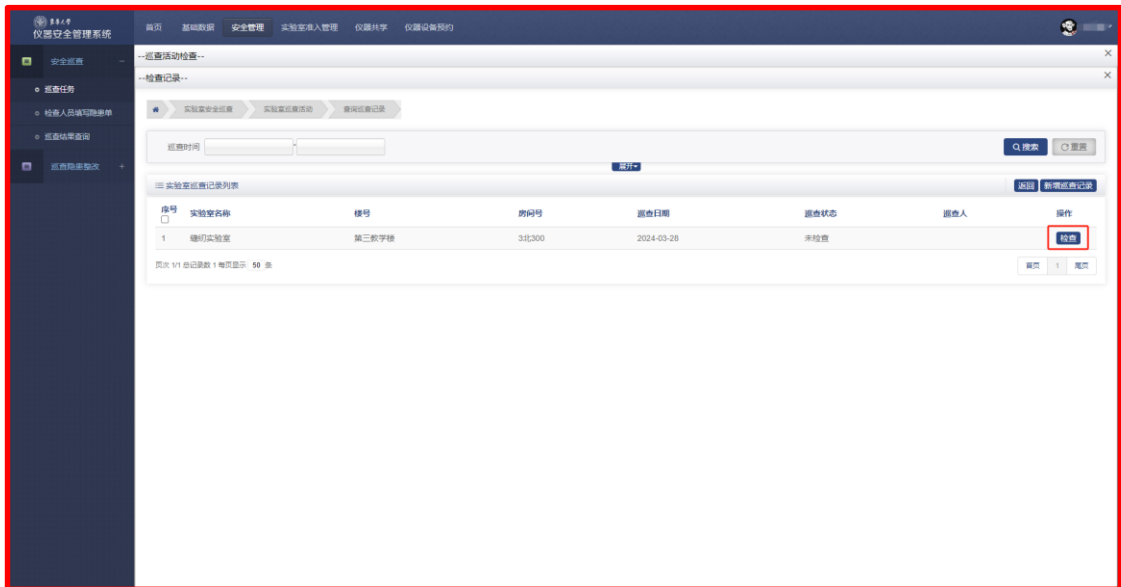 仪器安全管理系统
首页 基础数据 安全管理 实验室准入管理 仪器共享 仪器设备预约
安全巡查 -
巡查任务
检查人员填写隐患单
巡查结果查询
巡查隐患整改 +
--巡查活动检查-- ×
--检查记录-- ×
实验室安全巡查 实验室巡查活动 查询巡查记录
巡查时间 - 搜索 重置
展开
实验室巡查记录列表 返回 新增巡查记录
序号 实验室名称 楼号 房间号 巡查日期 巡查状态 巡查人 操作
1 缝纫实验室 第三教学楼 3北300 2024-03-28 未检查 检查
页次 1/1 总记录数 1 每页显示 50 条 首页 1 尾页